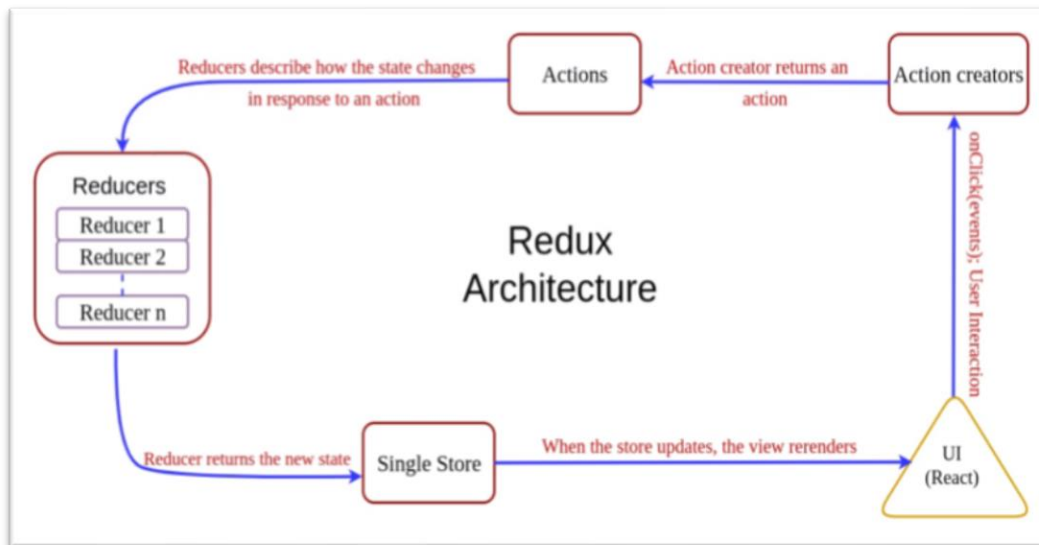 Reducers describe how the state changes
in response to an action
Actions
Action creator returns an
action
Action creators
Reducers
Reducer 1
Reducer 2
Reducer n
Redux
Architecture
onClick(events); User Interaction
Reducer returns the new state
Single Store
When the store updates, the view rerenders
UI
(React)